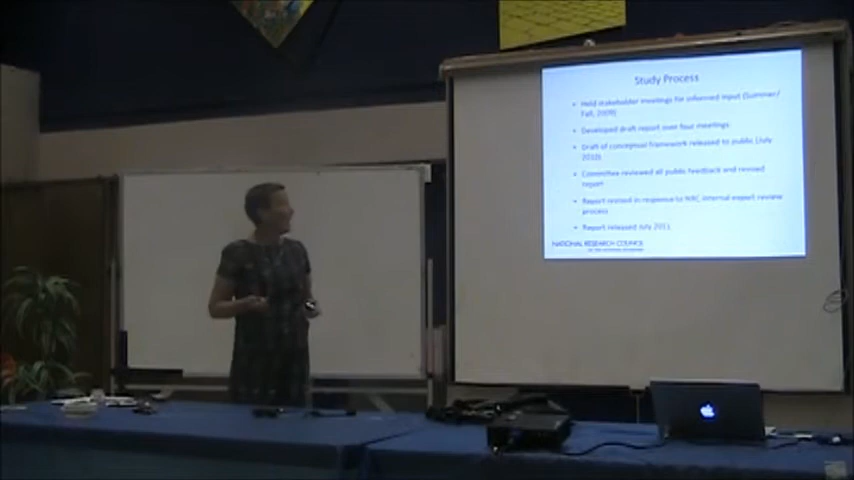 Study Process
• Held stakeholder meetings for informed input (Summer/
Fall, 2009)
• Developed draft report over four meetings
• Draft of conceptual framework released to public (July
2010)
• Committee reviewed all public feedback and revised
report
• Report revised in response to NRC internal expert review
process
• Report released July 2011
NATIONAL RESEARCH COUNCIL